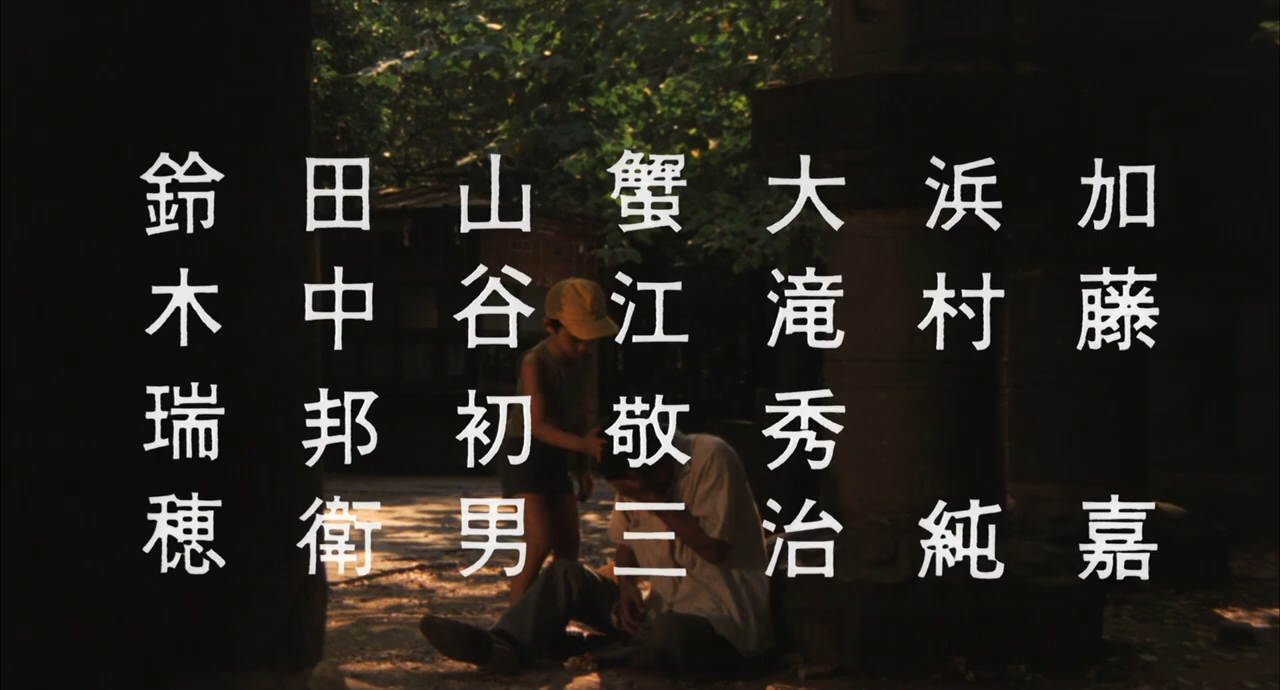 加藤嘉
浜村純
大滝秀治
蟹江敬三
山谷初男
田中邦衛
鈴木瑞穂